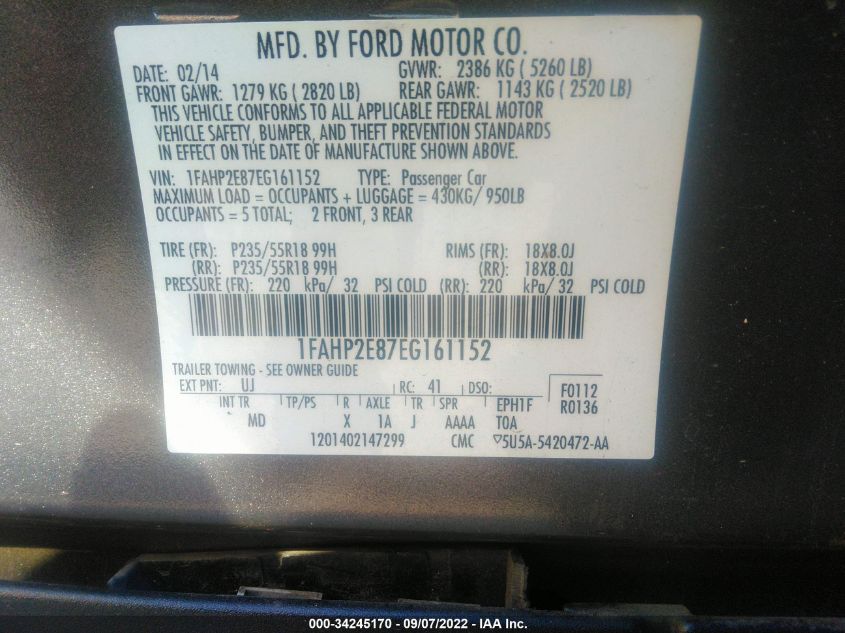 MFD. BY FORD MOTOR CO.
DATE: 02/14 GVWR: 2386 KG ( 5260 LB)
FRONT GAWR: 1279 KG ( 2820 LB) REAR GAWR: 1143 KG ( 2520 LB)
THIS VEHICLE CONFORMS TO ALL APPLICABLE FEDERAL MOTOR
VEHICLE SAFETY, BUMPER, AND THEFT PREVENTION STANDARDS
IN EFFECT ON THE DATE OF MANUFACTURE SHOWN ABOVE.
VIN: 1FAHP2E87EG161152 TYPE: Passenger Car
MAXIMUM LOAD = OCCUPANTS + LUGGAGE = 430KG/ 950LB
OCCUPANTS = 5 TOTAL; 2 FRONT, 3 REAR
TIRE (FR): P235/55R18 99H RIMS (FR): 18X8.0J
(RR): P235/55R18 99H (RR): 18X8.0J
PRESSURE (FR): 220 kPa/ 32 PSI COLD (RR): 220 kPa/ 32 PSI COLD
1FAHP2E87EG161152
TRAILER TOWING - SEE OWNER GUIDE
EXT PNT: UJ RC: 41 DSO: F0112
INT TR TP/PS R AXLE TR SPR EPH1F R0136
MD X 1A J AAAA T0A
1201402147299 CMC ▽5U5A-5420472-AA
000-34245170 - 09/07/2022 - IAA Inc.